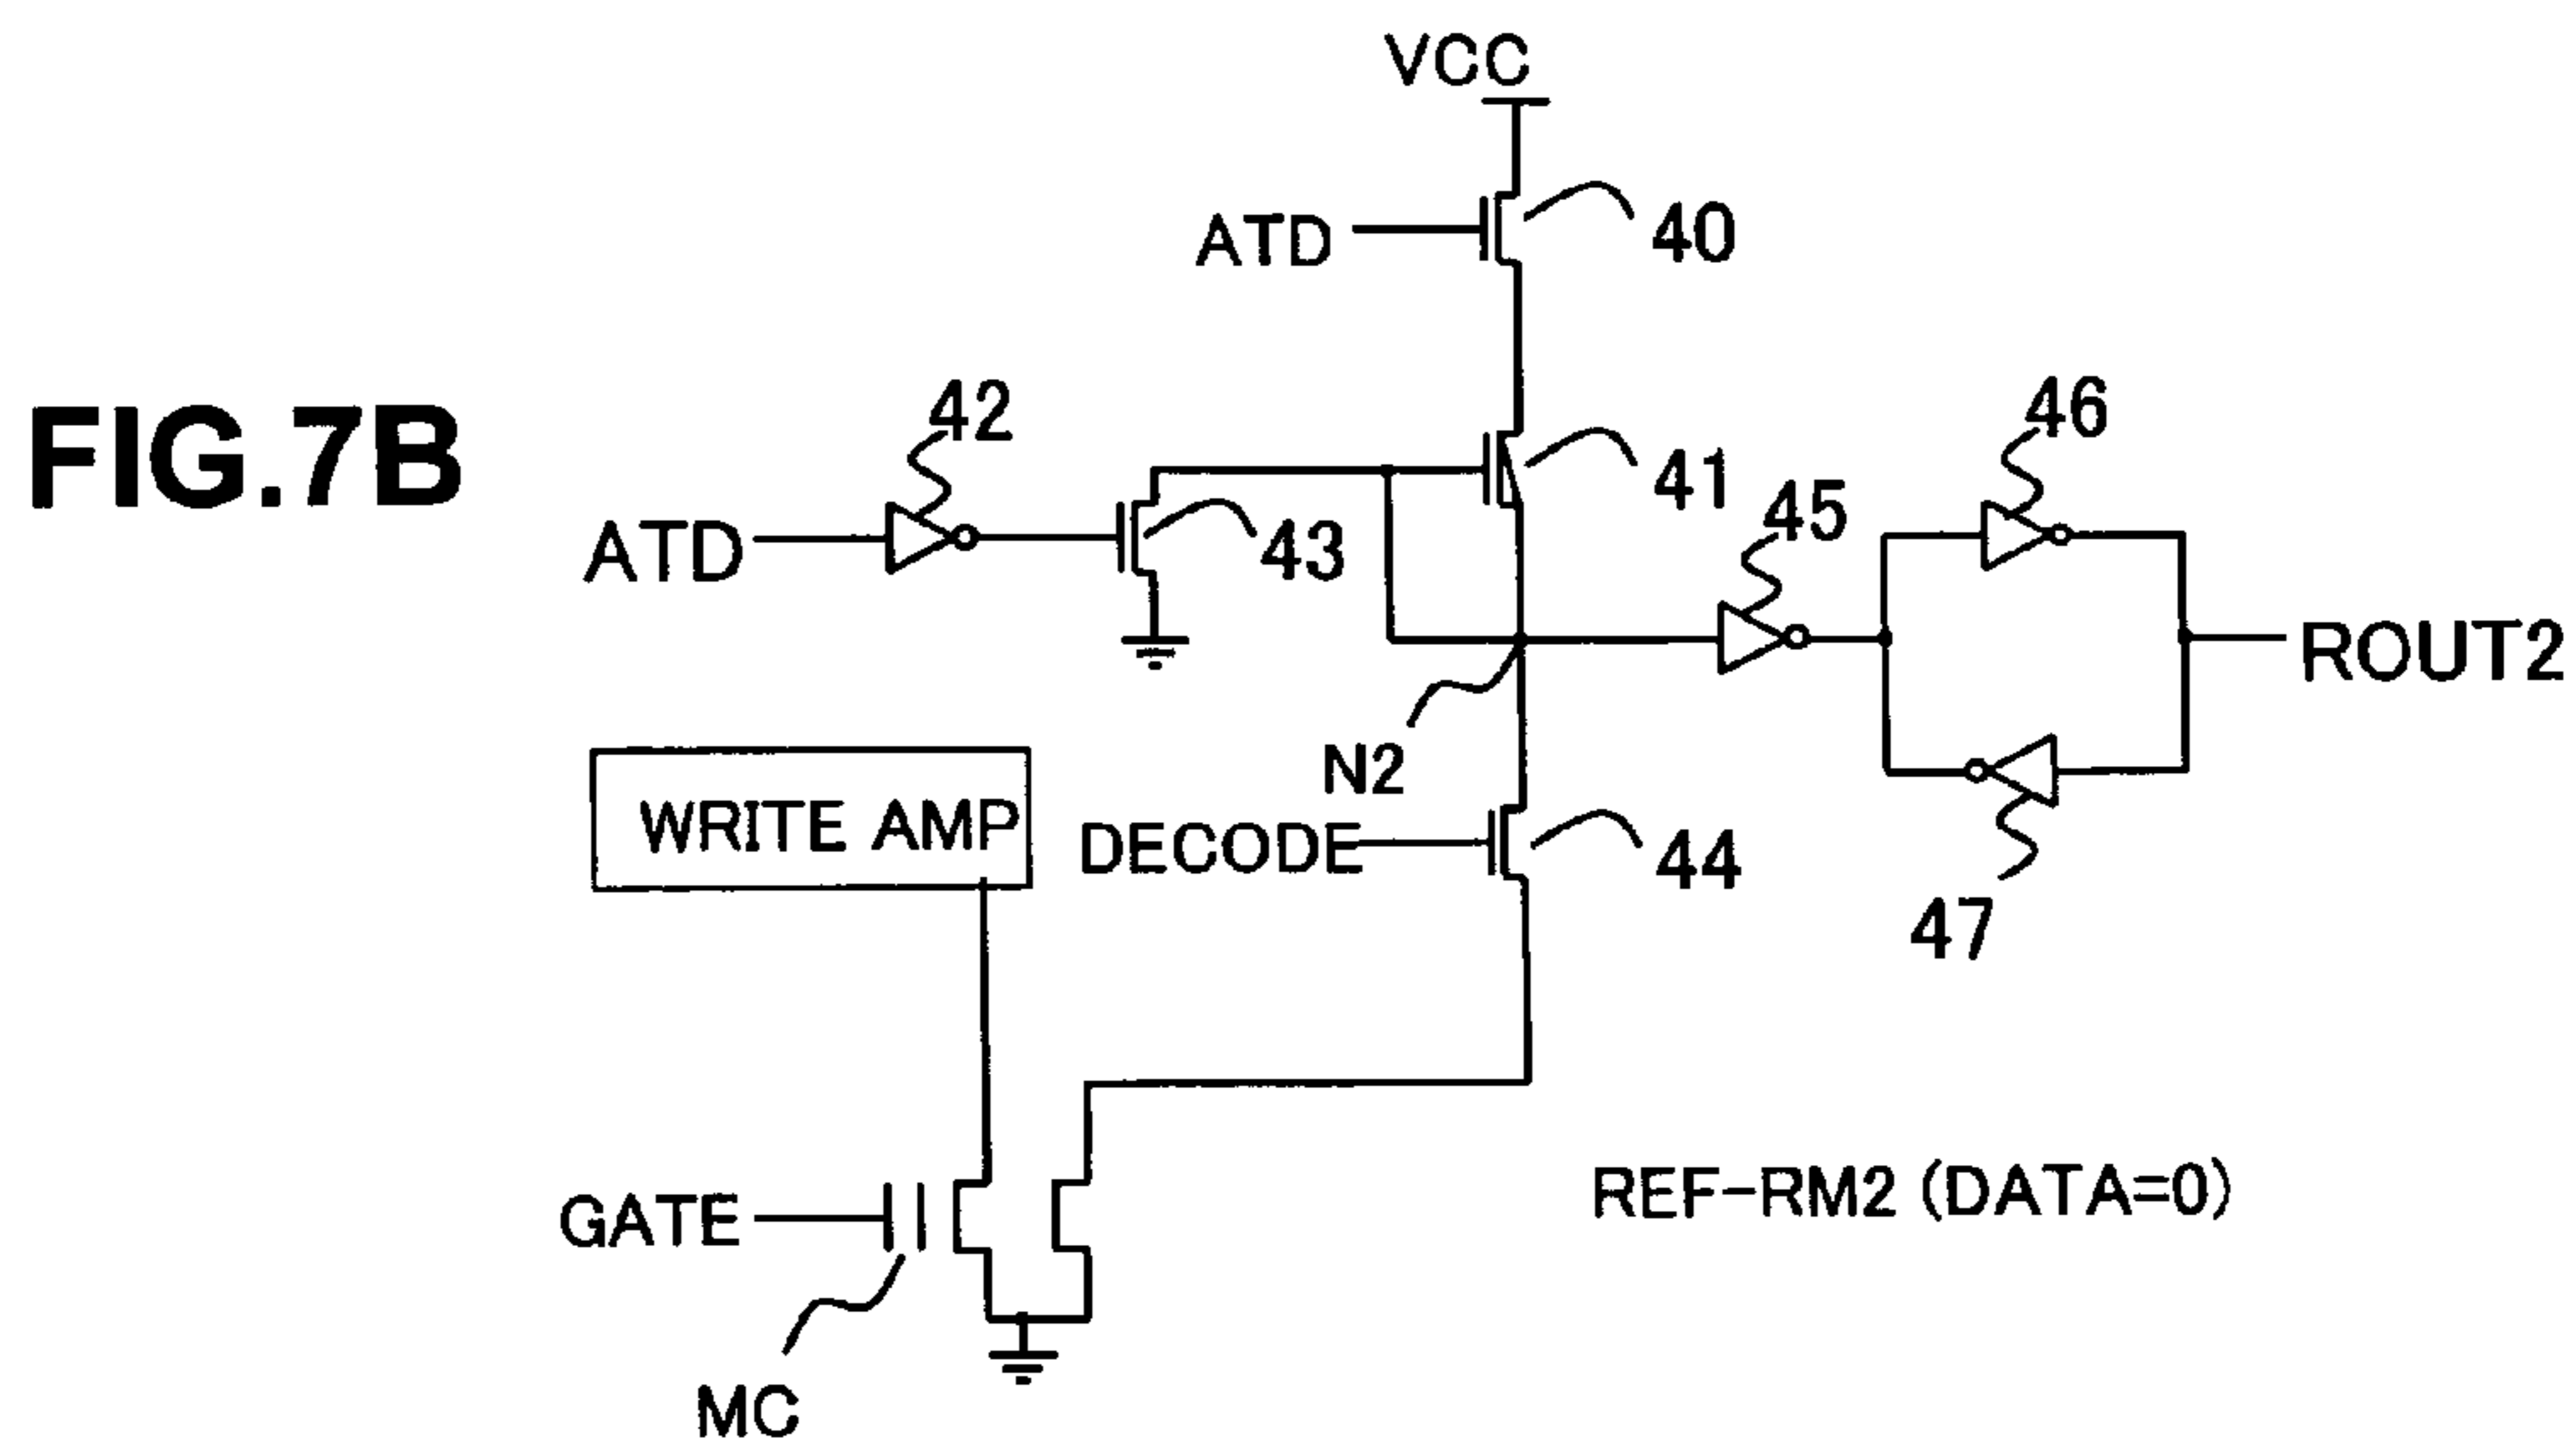 VCC
ATD
40
FIG.7B
42
ATD
43
41
45
46
ROUT2
N2
WRITE AMP
DECODE
44
47
GATE
REF-RM2 (DATA=0)
MC